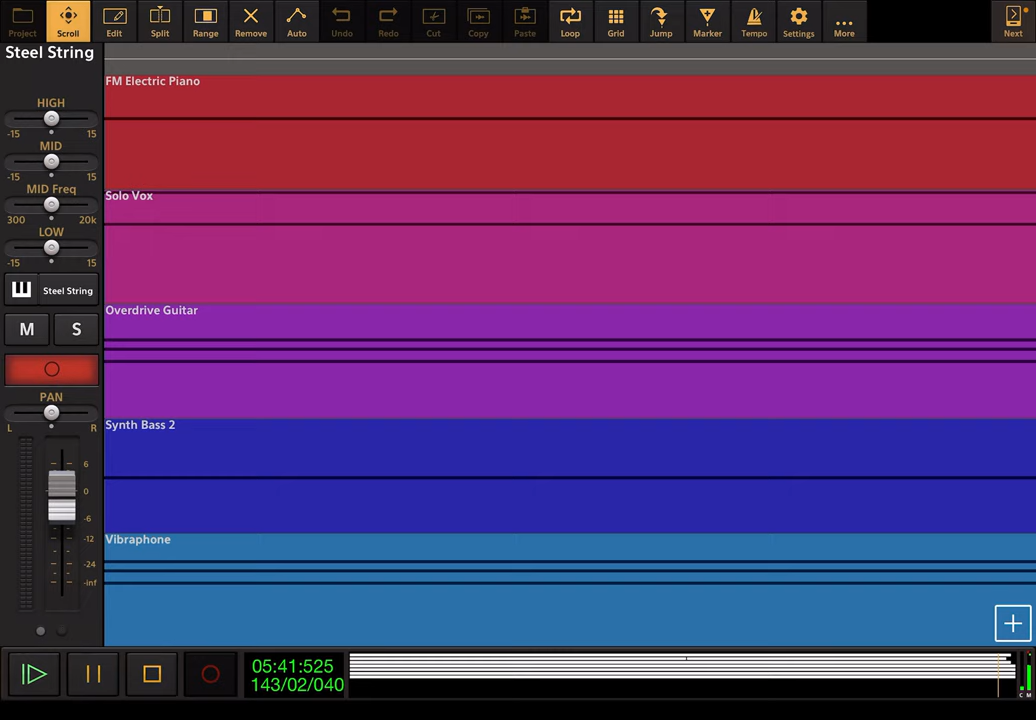 Project Scroll Edit Split Range Remove Auto Undo Redo Cut Copy Paste Loop Grid Jump Marker Tempo Settings More Next
Steel String
HIGH
-15 15
MID
-15 15
MID Freq
300 20k
LOW
-15 15
Steel String
M S
PAN
L R
6
0
-6
-12
-24
-inf
FM Electric Piano
Solo Vox
Overdrive Guitar
Synth Bass 2
Vibraphone
05:41:525
143/02/040
C M